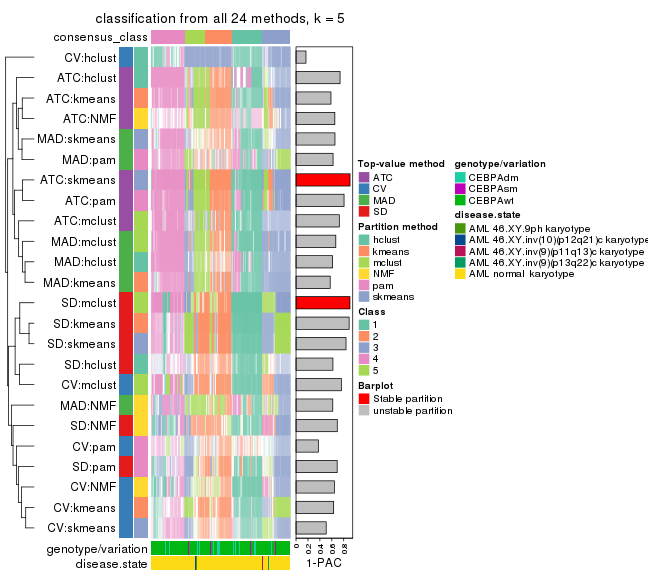 classification from all 24 methods, k = 5
consensus_class
CV:hclust
ATC:hclust
ATC:kmeans
ATC:NMF
MAD:skmeans
MAD:pam
ATC:skmeans
ATC:pam
ATC:mclust
MAD:mclust
MAD:hclust
MAD:kmeans
SD:mclust
SD:kmeans
SD:skmeans
SD:hclust
CV:mclust
MAD:NMF
SD:NMF
CV:pam
SD:pam
CV:NMF
CV:kmeans
CV:skmeans
genotype/variation
disease.state
0
0.2
0.4
0.6
0.8
1-PAC
Top-value method
ATC
CV
MAD
SD
Partition method
hclust
kmeans
mclust
NMF
pam
skmeans
Class
1
2
3
4
5
Barplot
Stable partition
unstable partition
genotype/variation
CEBPAdm
CEBPAsm
CEBPAwt
disease.state
AML 46.XY.9ph karyotype
AML 46.XY.inv(10)(p12q21)c karyotype
AML 46.XY.inv(9)(p11q13)c karyotype
AML 46.XY.inv(9)(p13q22)c karyotype
AML normal karyotype